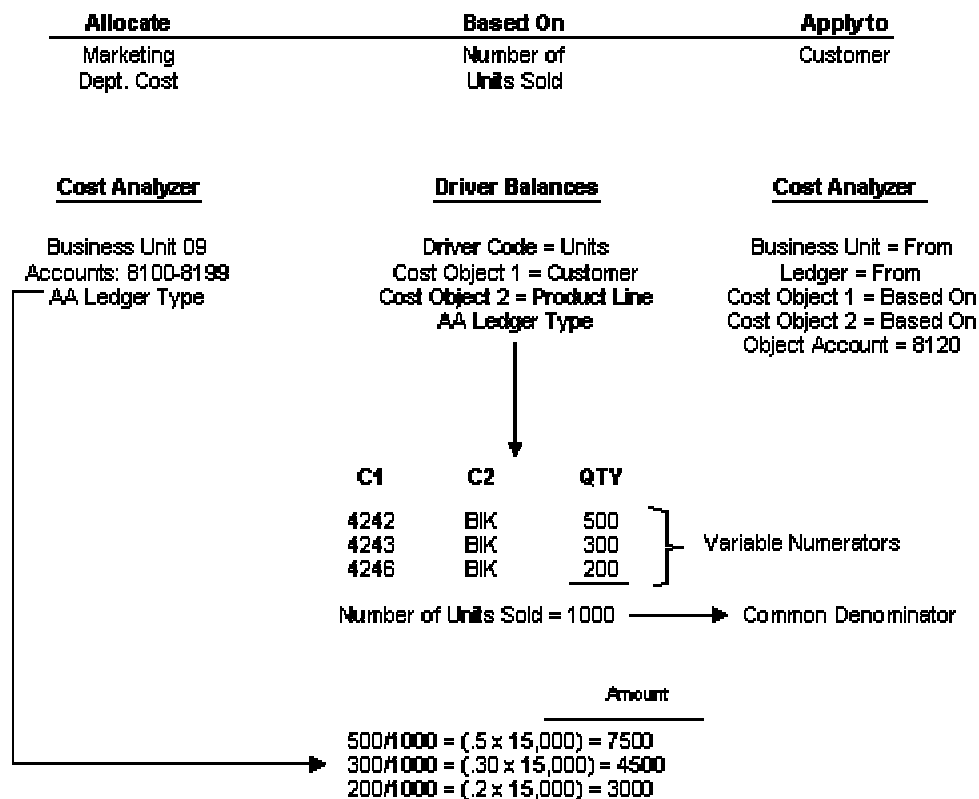 Allocate Based On Apply to
Marketing Number of Customer
Dept. Cost Units Sold
Cost Analyzer Driver Balances Cost Analyzer
Business Unit 09 Driver Code = Units Business Unit = From
Accounts: 8100-8199 Cost Object 1 = Customer Ledger = From
AA Ledger Type Cost Object 2 = Product Line Cost Object 1 = Based On
AA Ledger Type Cost Object 2 = Based On
Object Account = 8120
C1 C2 QTY
4242 BIK 500
4243 BIK 300 Variable Numerators
4246 BIK 200
Number of Units Sold = 1000 Common Denominator
Amount
500/1000 = (.5 x 15,000) = 7500
300/1000 = (.30 x 15,000) = 4500
200/1000 = (.2 x 15,000) = 3000